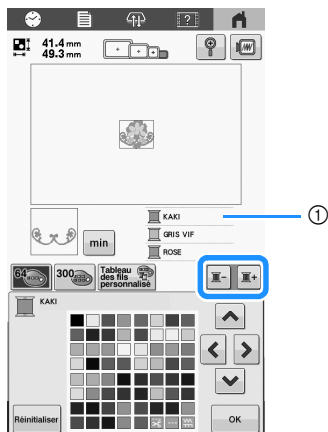 41.4 mm
49.3 mm
KAKI
①
GRIS VIF
min
ROSE
64
300
Tableau
des fils
personnalisé
KAKI
Réinitialiser
OK